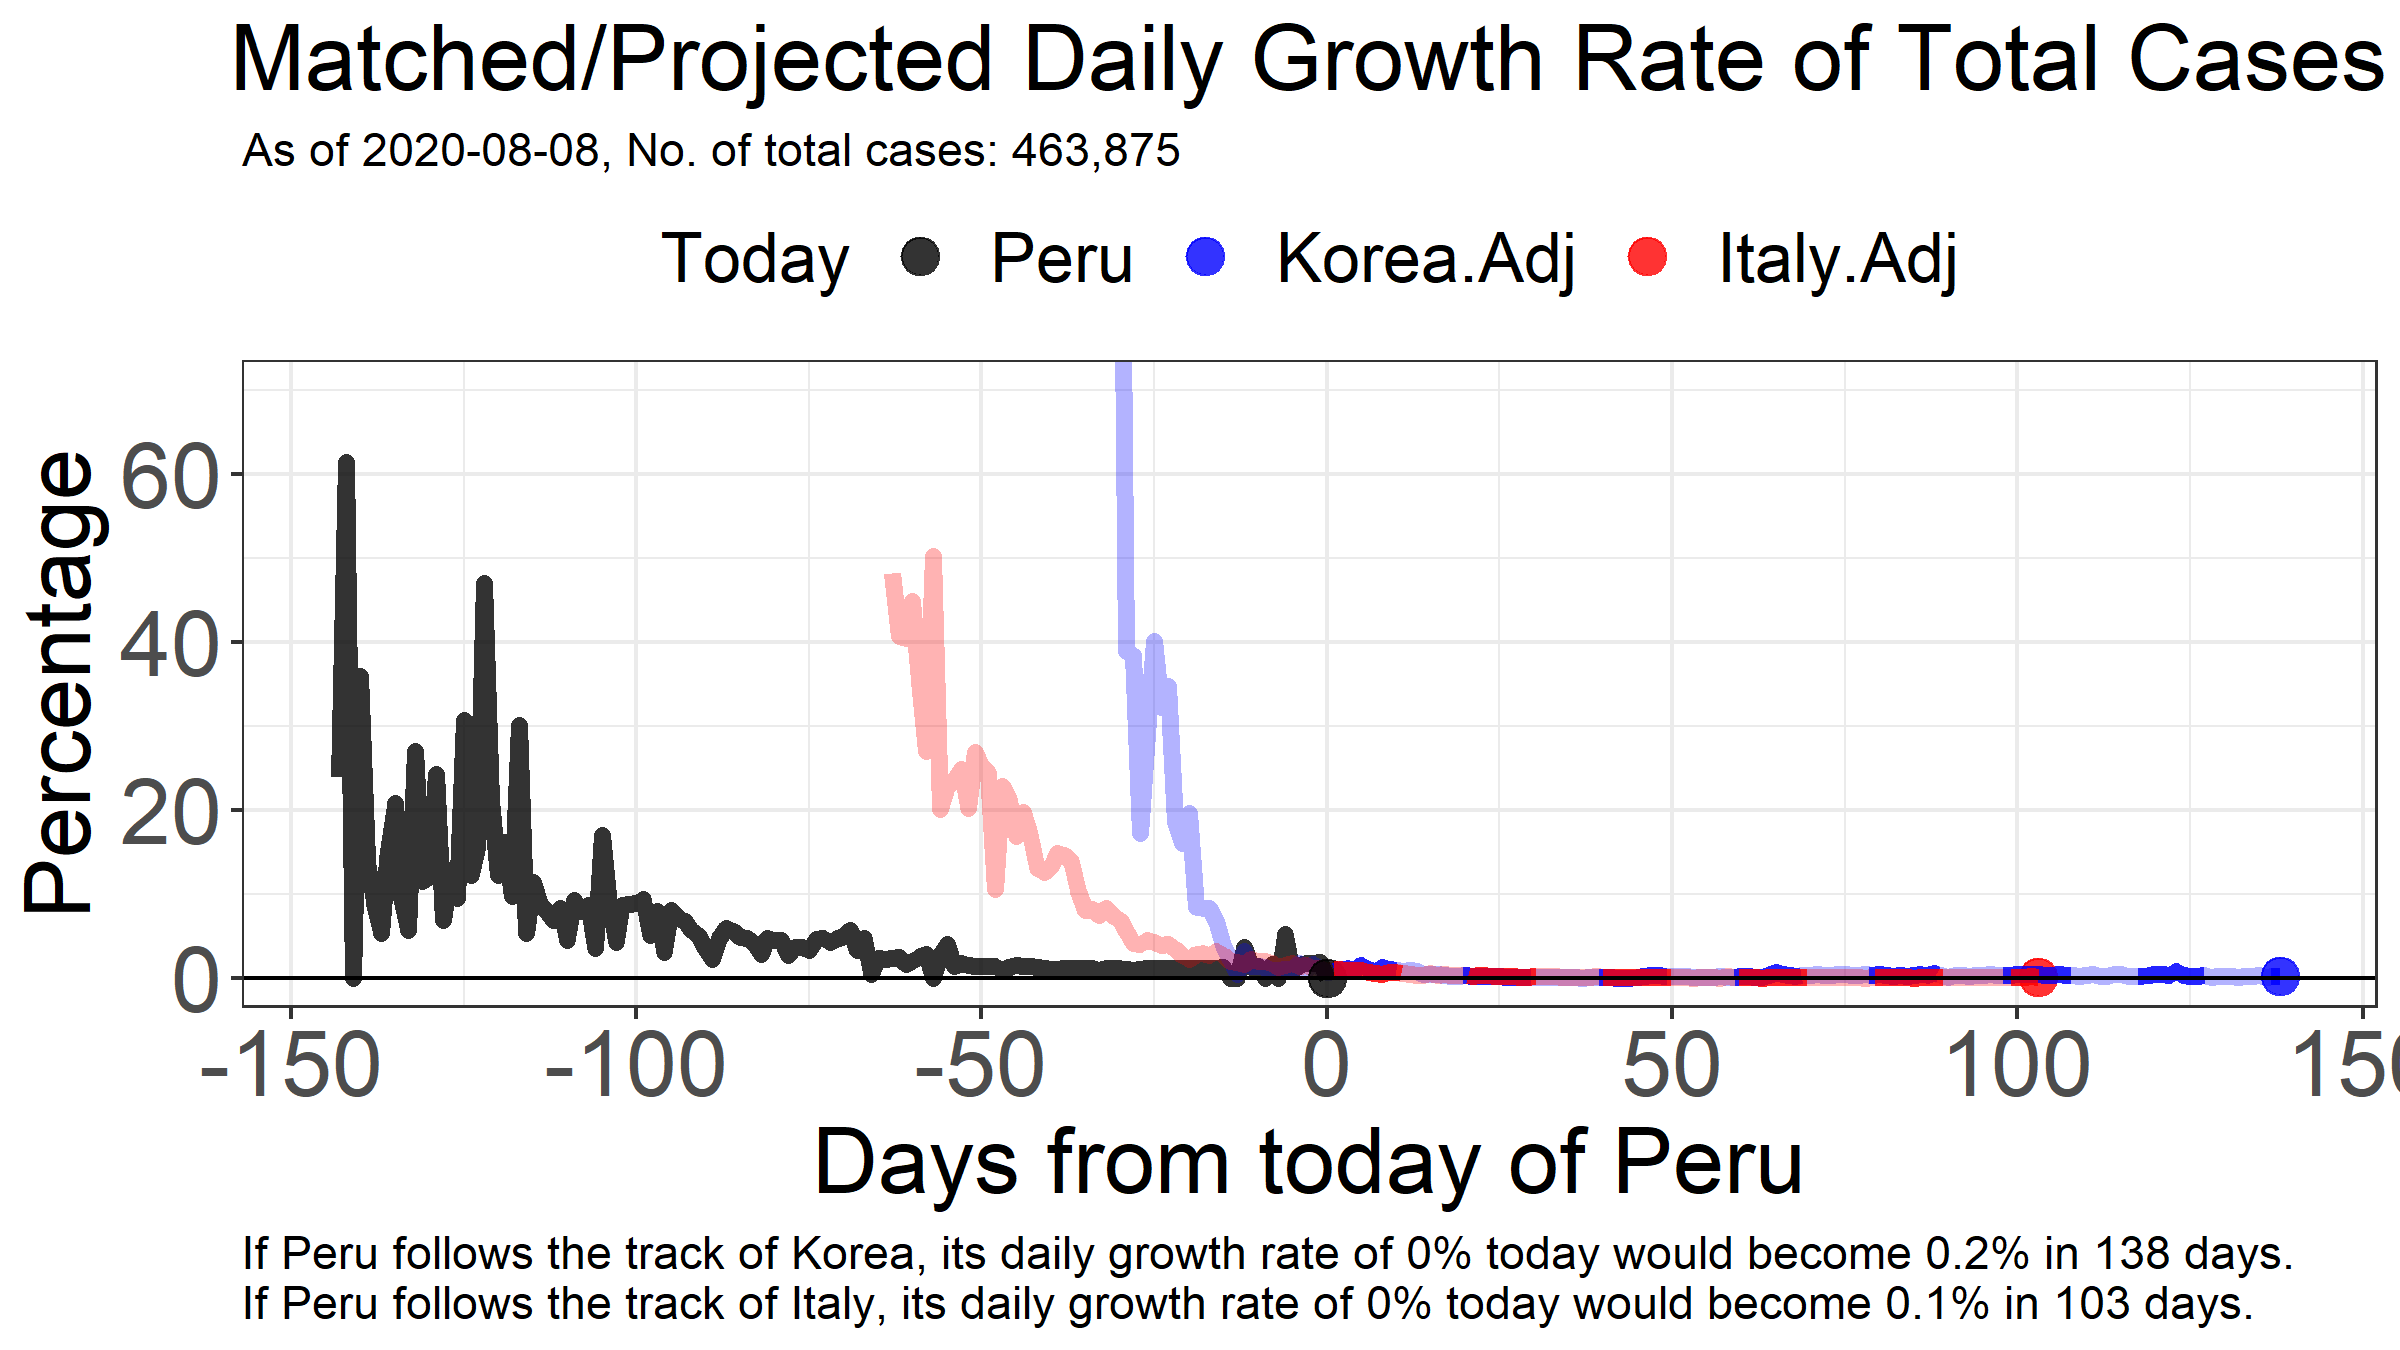 Matched/Projected Daily Growth Rate of Total Cases
As of 2020-08-08, No. of total cases: 463,875
Today Peru Korea.Adj Italy.Adj
Percentage
60
40
20
0
-150 -100 -50 0 50 100 150
Days from today of Peru
If Peru follows the track of Korea, its daily growth rate of 0% today would become 0.2% in 138 days.
If Peru follows the track of Italy, its daily growth rate of 0% today would become 0.1% in 103 days.